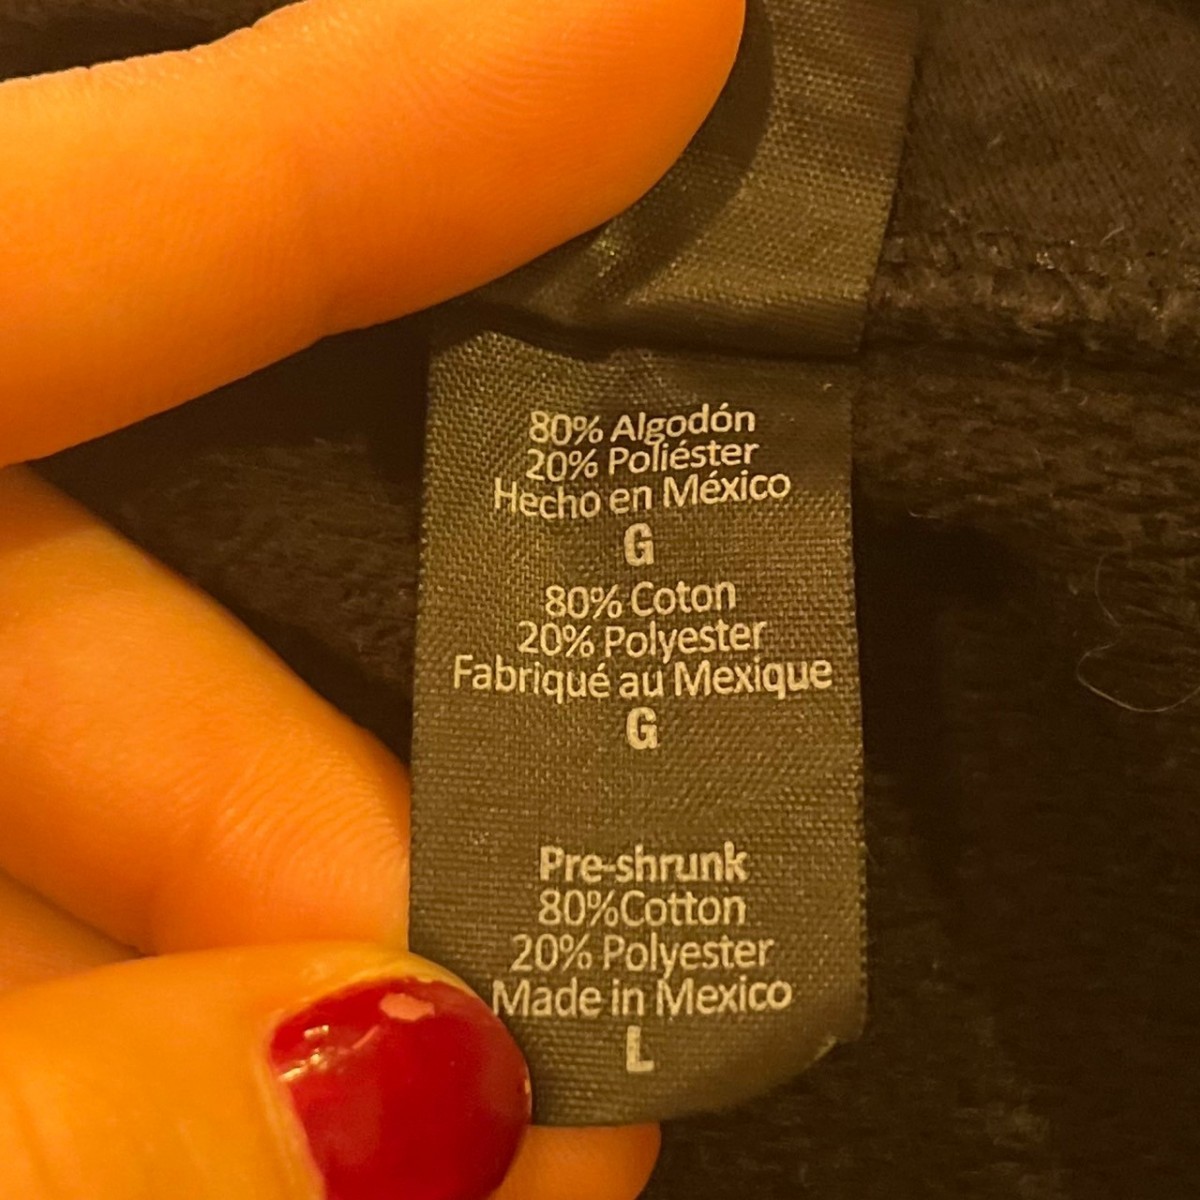 80% Algodón
20% Poliéster
Hecho en México
G
80% Coton
20% Polyester
Fabriqué au Mexique
G
Pre-shrunk
80%Cotton
20% Polyester
Made in Mexico
L